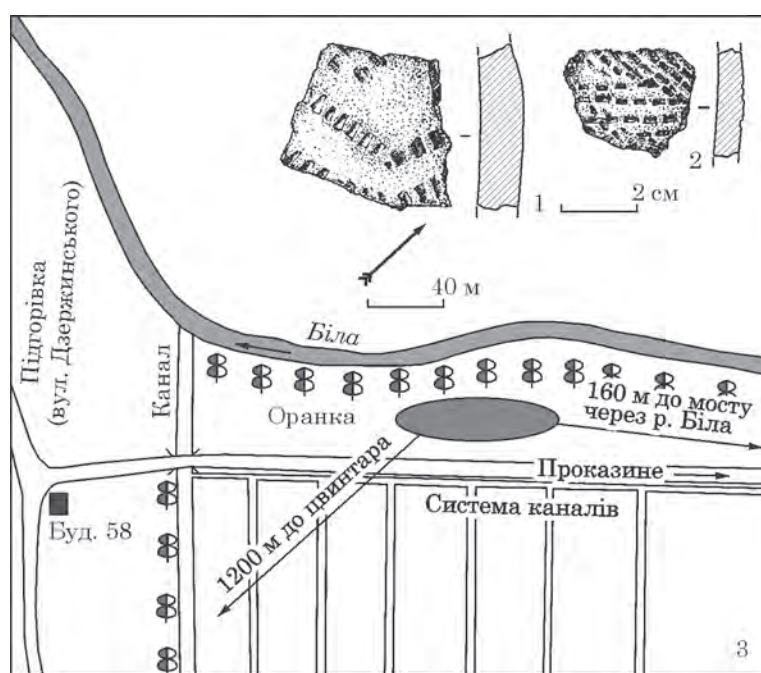 1
2
2 см
40 м
Підгорівка
(вул. Дзержинського)
Канал
Біла
Оранка
160 м до мосту
через р. Біла
Проказине
Система каналів
Буд. 58
1200 м до цвинтара
3